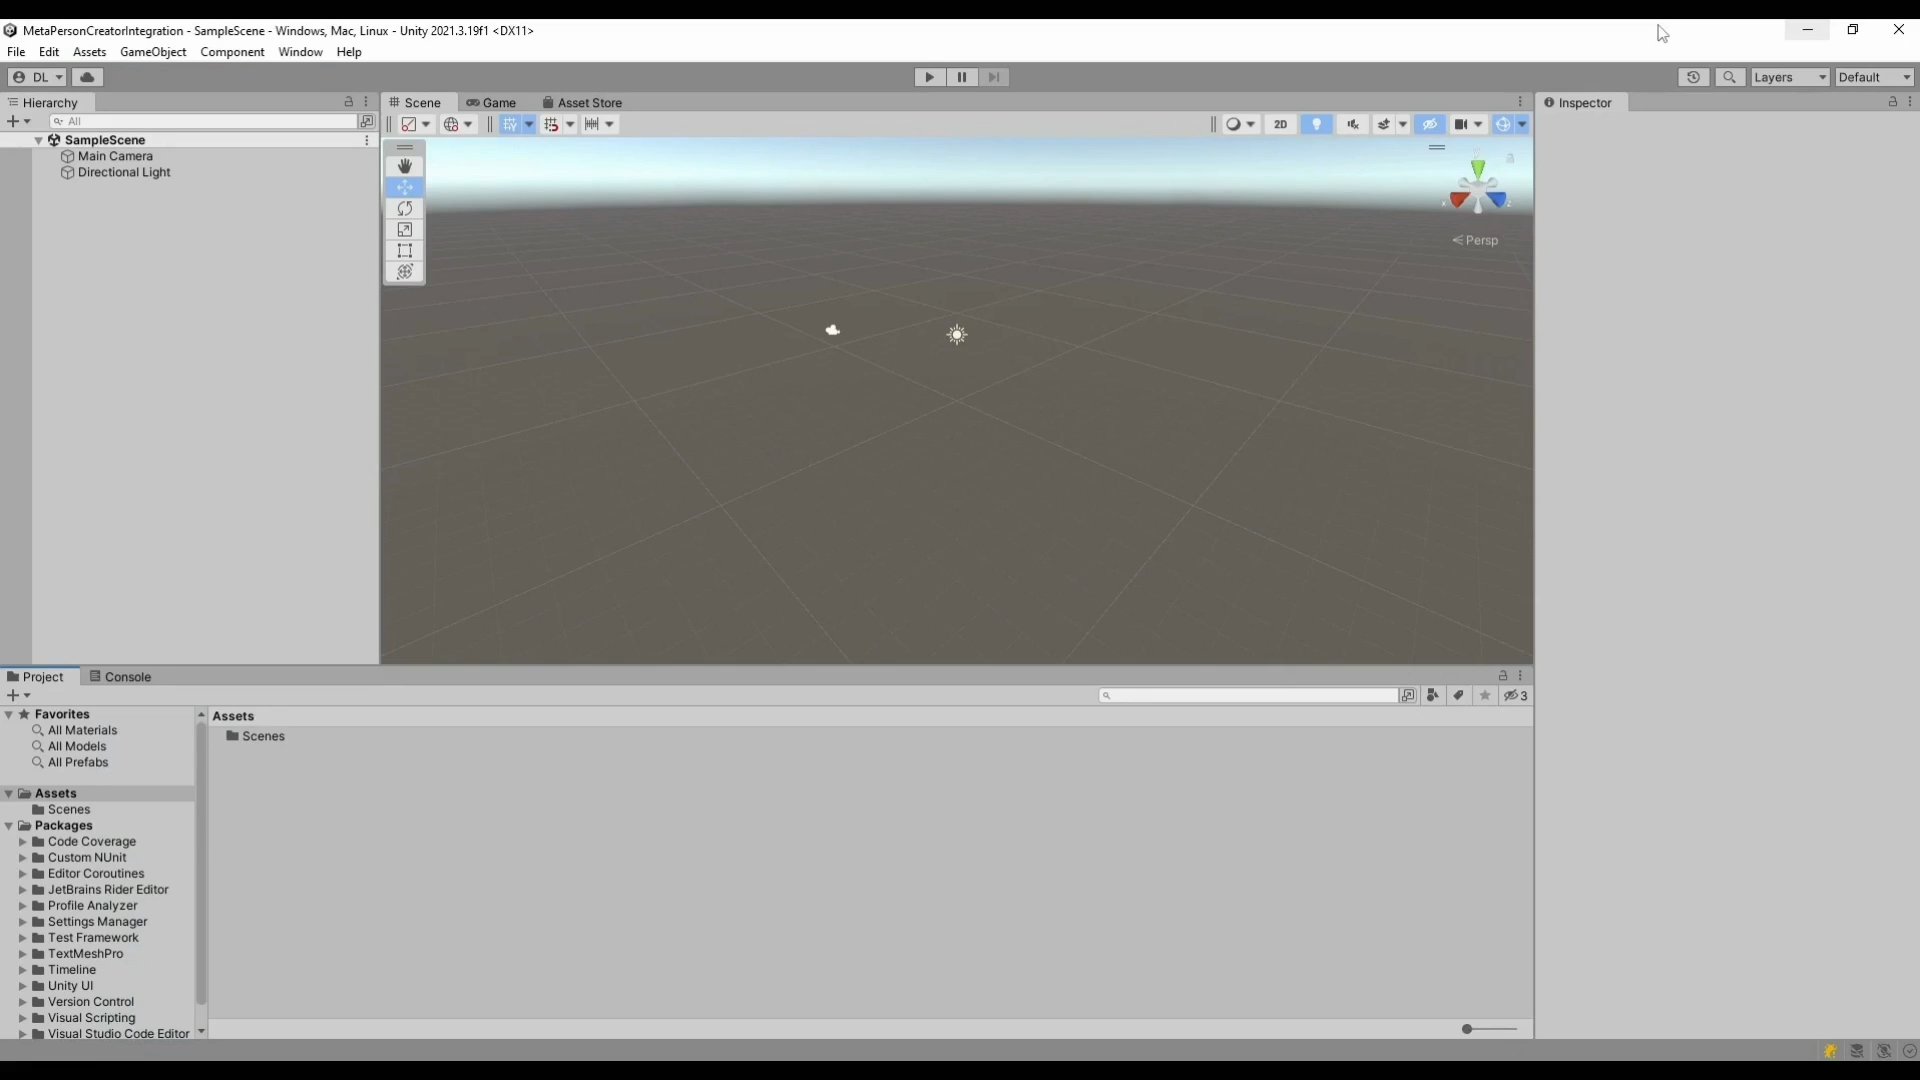 MetaPersonCreatorIntegration - SampleScene - Windows, Mac, Linux - Unity 2021.3.19f1 <DX11>
File Edit Assets GameObject Component Window Help
DL Layers Default
Hierarchy Scene Game Asset Store Inspector
All 2D
SampleScene
Main Camera
Directional Light
Persp
Project Console
3
Favorites Assets
All Materials Scenes
All Models
All Prefabs
Assets
Scenes
Packages
Code Coverage
Custom NUnit
Editor Coroutines
JetBrains Rider Editor
Profile Analyzer
Settings Manager
Test Framework
TextMeshPro
Timeline
Unity UI
Version Control
Visual Scripting
Visual Studio Code Editor